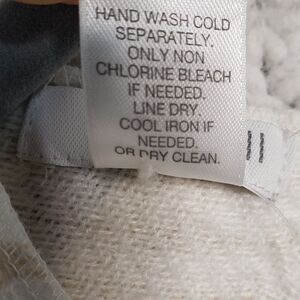 HAND WASH COLD
SEPARATELY.
ONLY NON
CHLORINE BLEACH
IF NEEDED.
LINE DRY.
COOL IRON IF
NEEDED.
OR DRY CLEAN.